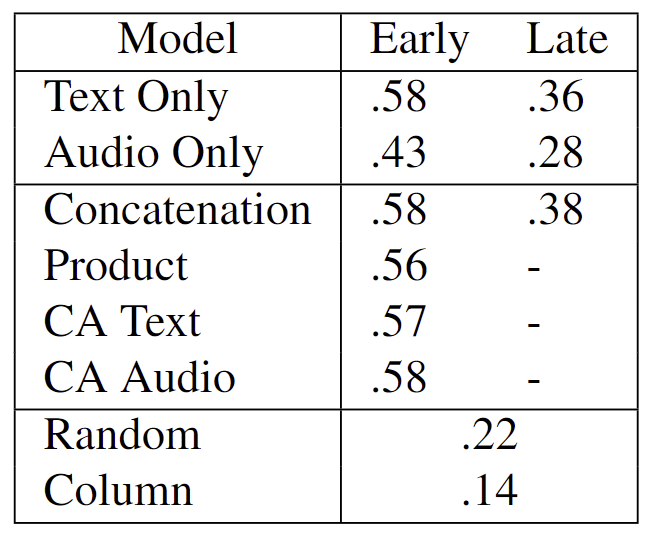 Model Early Late
Text Only .58 .36
Audio Only .43 .28
Concatenation .58 .38
Product .56 -
CA Text .57 -
CA Audio .58 -
Random .22
Column .14